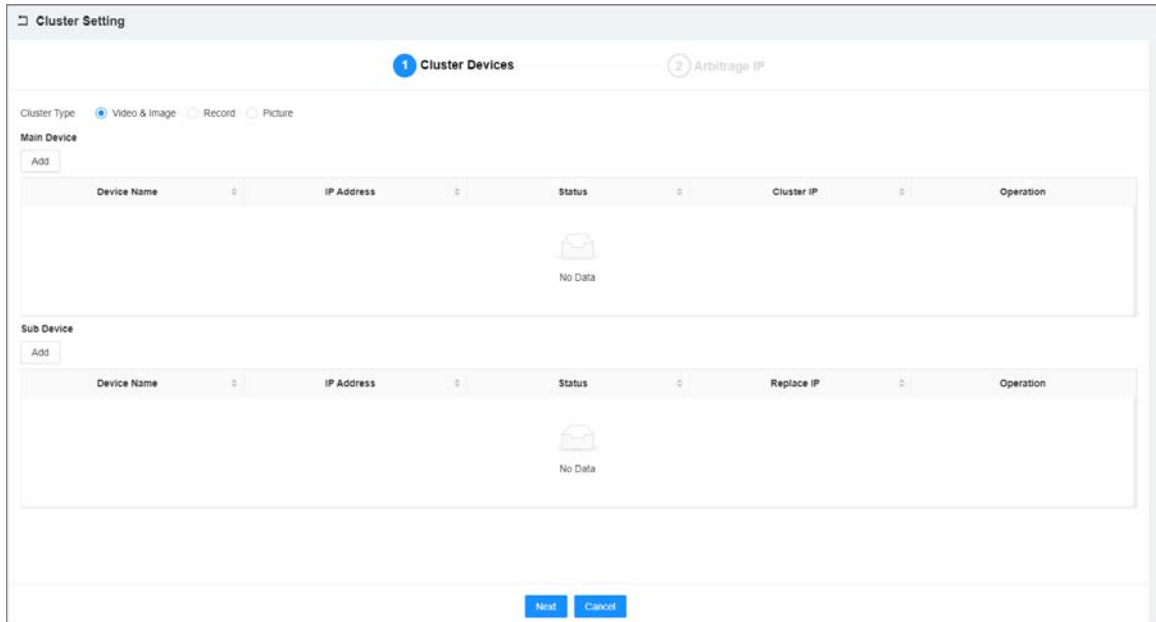 Cluster Setting
1 Cluster Devices 2 Arbitrage IP
Cluster Type Video & Image Record Picture
Main Device
Add
Device Name IP Address Status Cluster IP Operation
No Data
Sub Device
Add
Device Name IP Address Status Replace IP Operation
No Data
Next Cancel